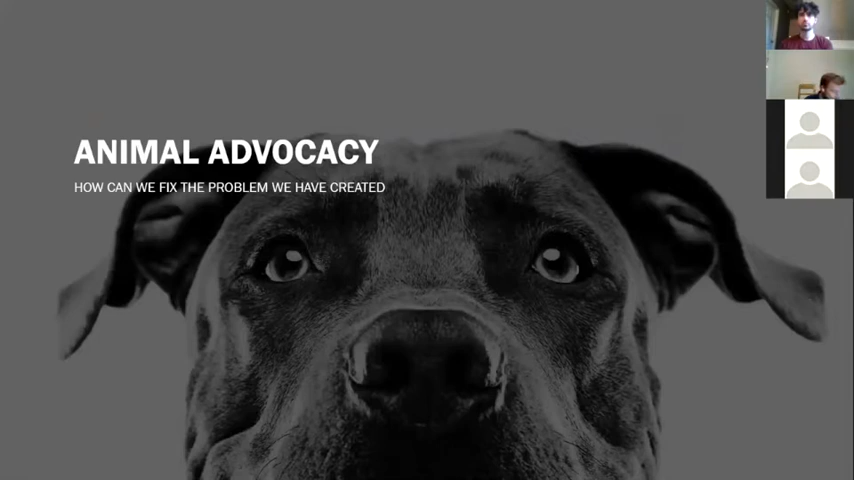 ANIMAL ADVOCACY
HOW CAN WE FIX THE PROBLEM WE HAVE CREATED